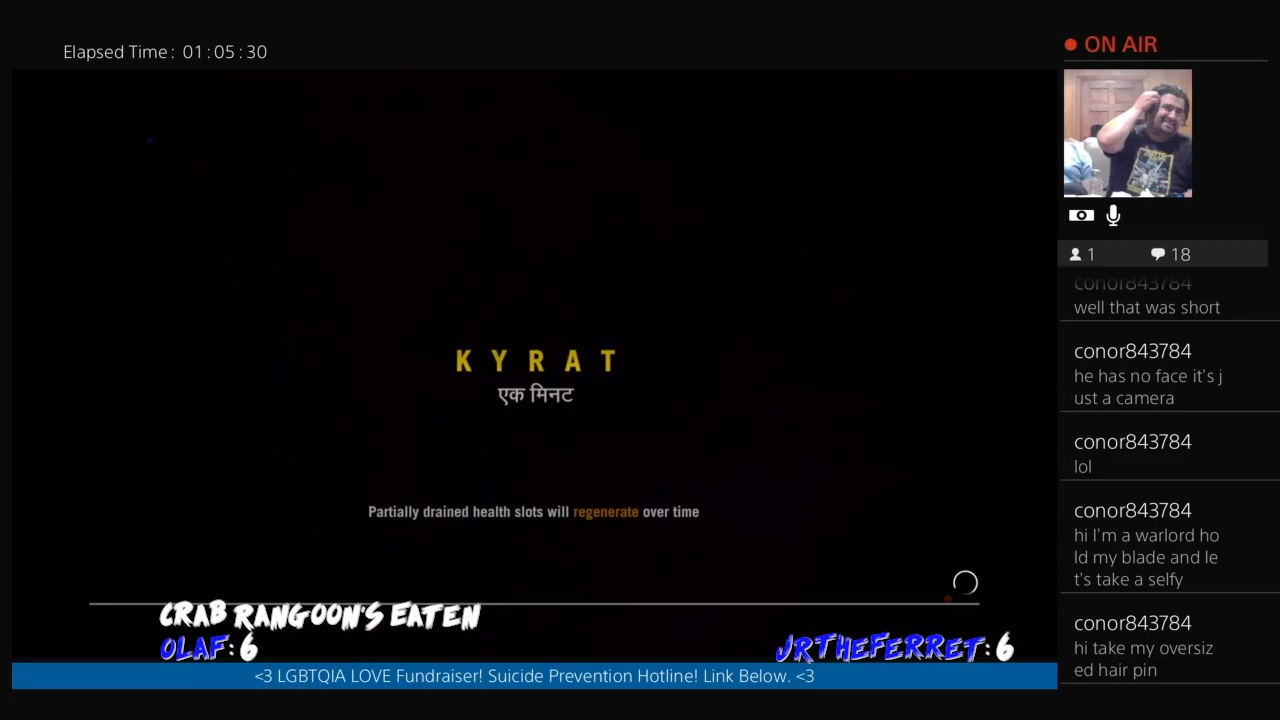 Elapsed Time: 01:05:30
ON AIR
1 18
conor843784
well that was short
conor843784
he has no face it's j
ust a camera
conor843784
lol
conor843784
hi I'm a warlord ho
ld my blade and le
t's take a selfy
conor843784
hi take my oversiz
ed hair pin
KYRAT
एक मिनट
Partially drained health slots will regenerate over time
CRAB RANGOON'S EATEN
OLAF: 6
JRTHEFERRET: 6
<3 LGBTQIA LOVE Fundraiser! Suicide Prevention Hotline! Link Below. <3